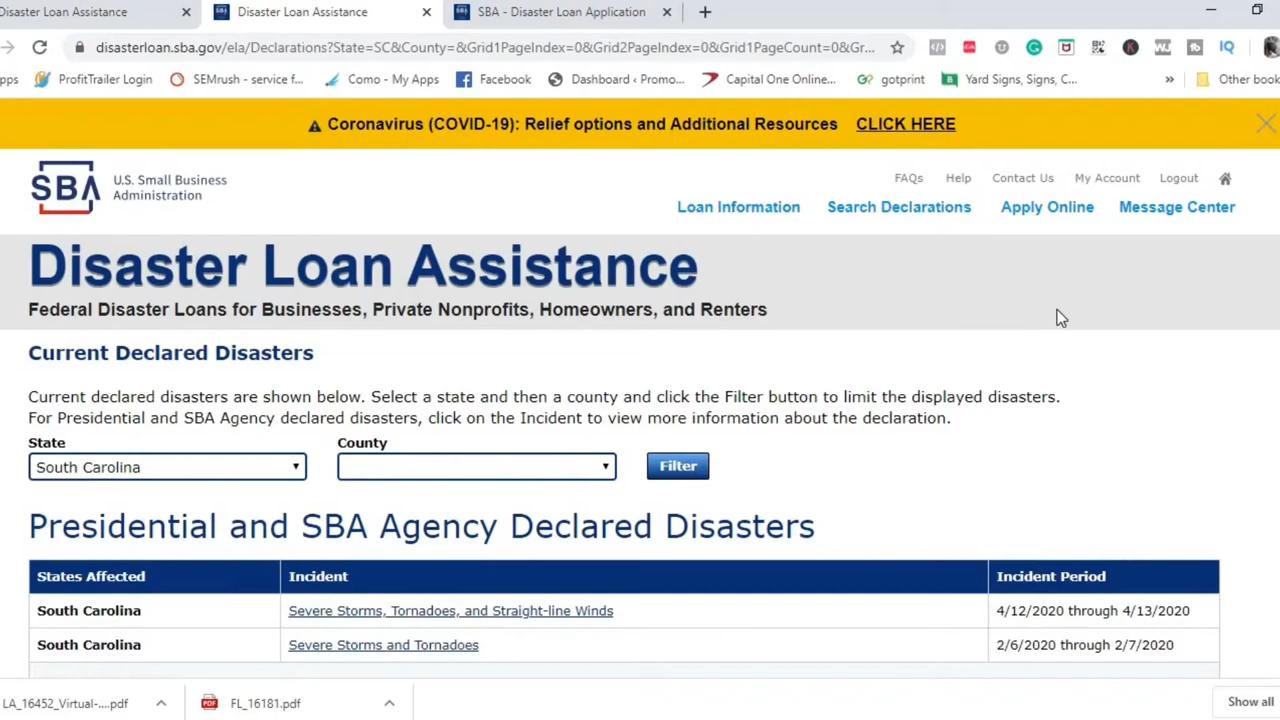 Disaster Loan Assistance
Disaster Loan Assistance
SBA - Disaster Loan Application
disasterloan.sba.gov/ela/Declarations?State=SC&County=&Grid1PageIndex=0&Grid2PageIndex=0&Grid1PageCount=0&Gr...
pps
ProfitTrailer Login
SEMrush - service f...
Como - My Apps
Facebook
Dashboard ‹ Promo...
Capital One Online...
gotprint
Yard Signs, Signs, C...
»
Other book
Coronavirus (COVID-19): Relief options and Additional Resources CLICK HERE
SBA
U.S. Small Business
Administration
FAQs Help Contact Us My Account Logout
Loan Information Search Declarations Apply Online Message Center
Disaster Loan Assistance
Federal Disaster Loans for Businesses, Private Nonprofits, Homeowners, and Renters
Current Declared Disasters
Current declared disasters are shown below. Select a state and then a county and click the Filter button to limit the displayed disasters.
For Presidential and SBA Agency declared disasters, click on the Incident to view more information about the declaration.
State County
South Carolina Filter
Presidential and SBA Agency Declared Disasters
States Affected Incident Incident Period
South Carolina Severe Storms, Tornadoes, and Straight-line Winds 4/12/2020 through 4/13/2020
South Carolina Severe Storms and Tornadoes 2/6/2020 through 2/7/2020
LA_16452_Virtual-....pdf
PDF FL_16181.pdf
Show all